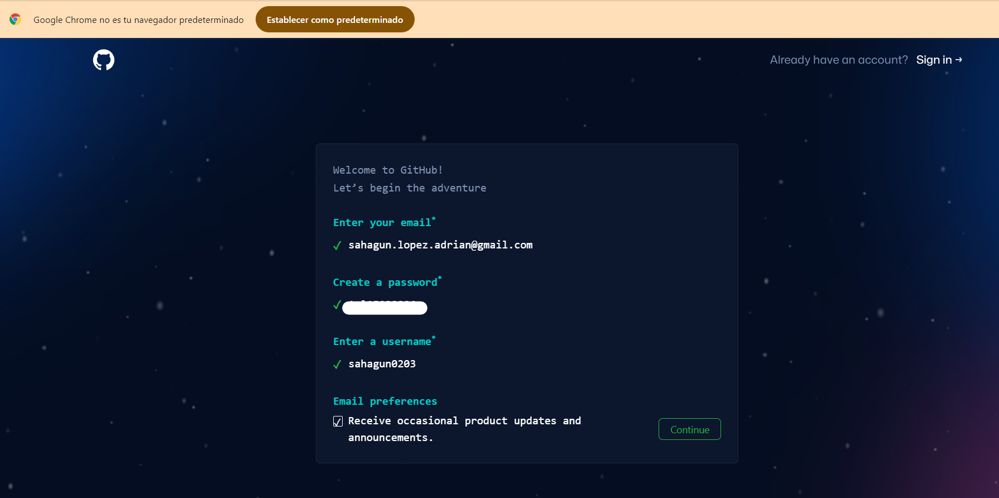 Google Chrome no es tu navegador predeterminado
Establecer como predeterminado
Already have an account? Sign in →
Welcome to GitHub!
Let’s begin the adventure
Enter your email*
✓ sahagun.lopez.adrian@gmail.com
Create a password*
✓
Enter a username*
✓ sahagun0203
Email preferences
Receive occasional product updates and
announcements.
Continue